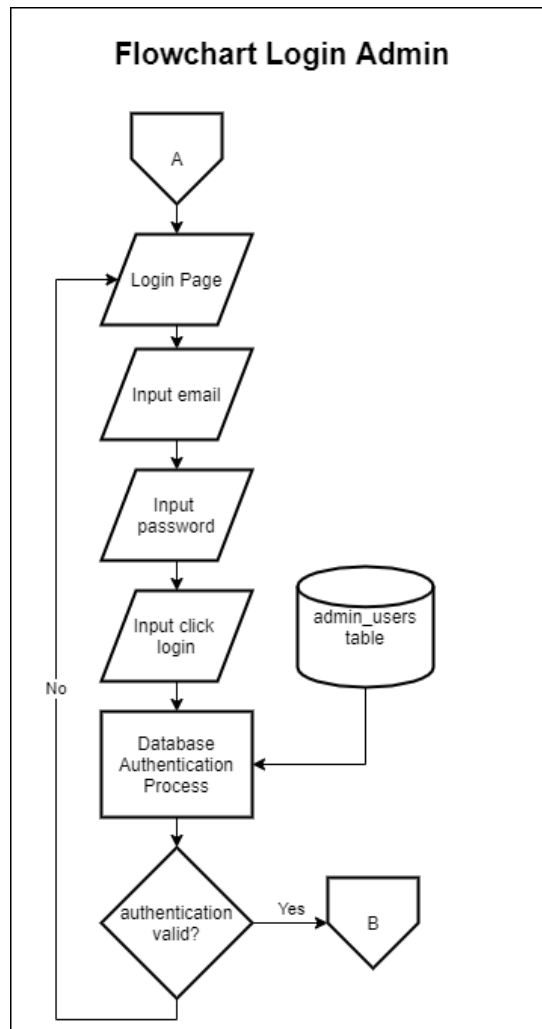 Flowchart Login Admin
A
Login Page
Input email
Input
password
Input click
login
admin_users
table
No
Database
Authentication
Process
authentication
valid?
Yes
B